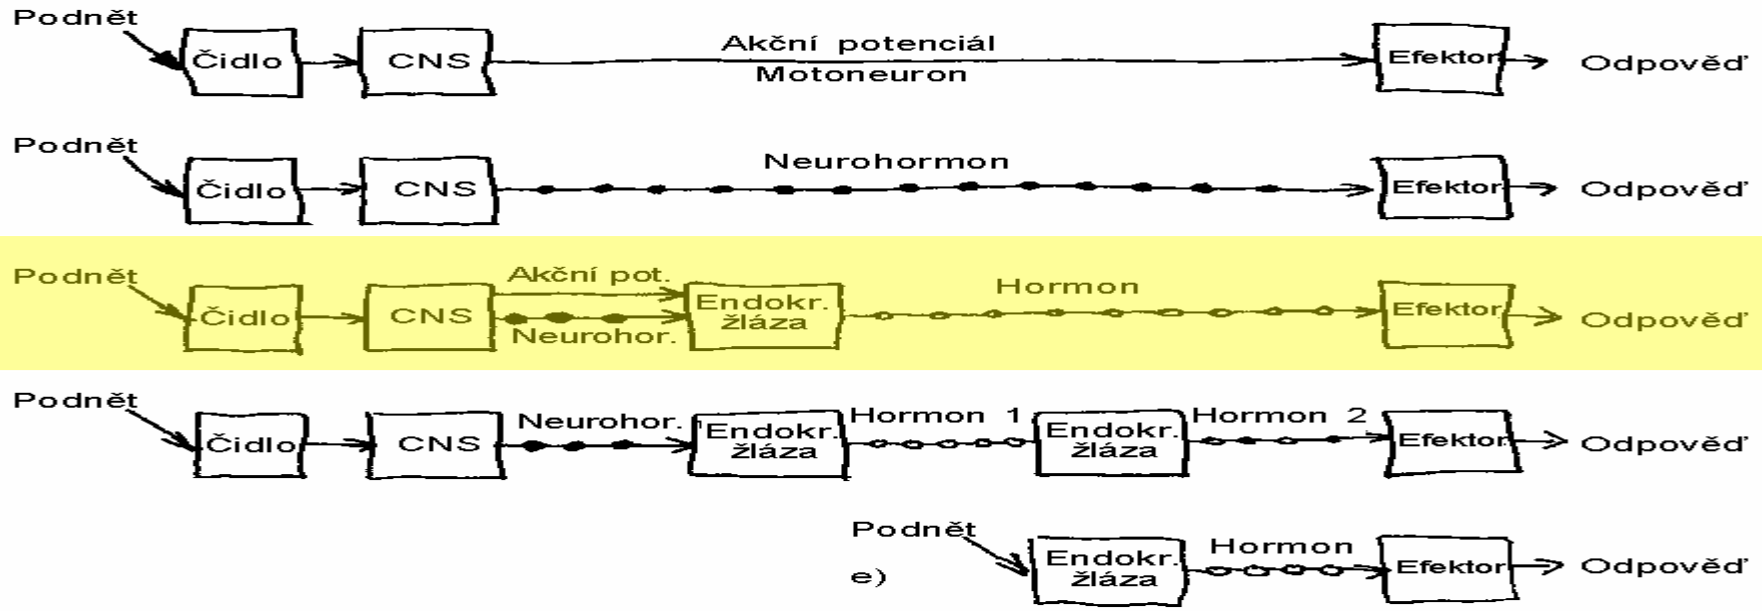 Podnět
Čidlo CNS Akční potenciál Motoneuron Efektor Odpověď
Podnět
Čidlo CNS Neurohormon Efektor Odpověď
Podnět
Čidlo CNS Akční pot. Neurohor. Endokr. žláza Hormon Efektor Odpověď
Podnět
Čidlo CNS Neurohor. Endokr. žláza Hormon 1 Endokr. žláza Hormon 2 Efektor Odpověď
Podnět
e) Endokr. žláza Hormon Efektor Odpověď